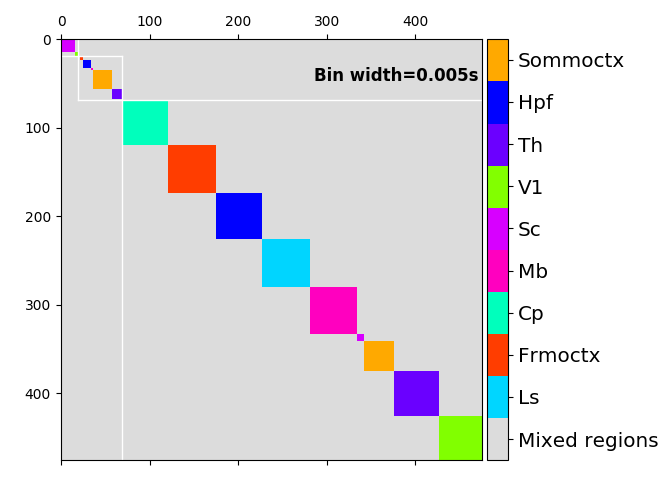 0 100 200 300 400
0
100
200
300
400
Bin width=0.005s
Sommoctx
Hpf
Th
V1
Sc
Mb
Cp
Frmoctx
Ls
Mixed regions